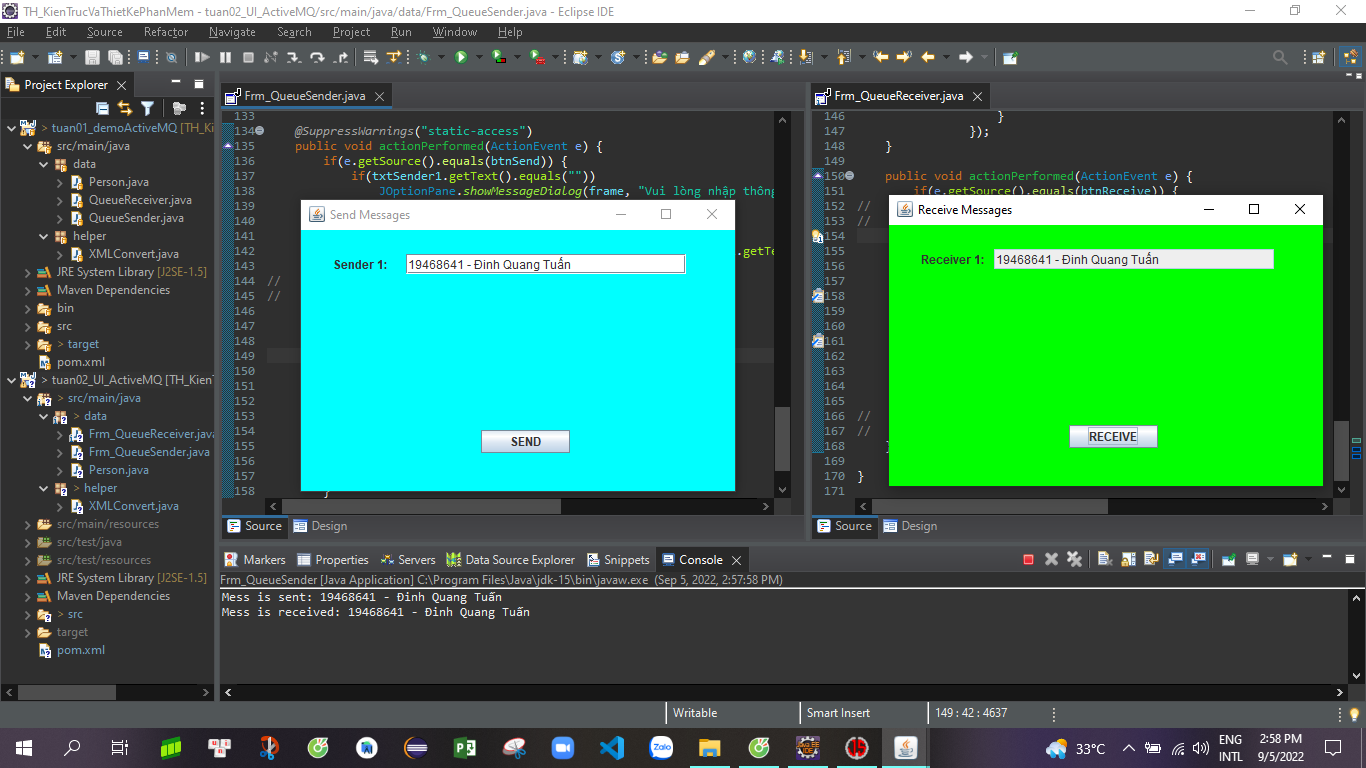 TH_KienTrucVaThietKePhanMem - tuan02_UI_ActiveMQ/src/main/java/data/Frm_QueueSender.java - Eclipse IDE
File Edit Source Refactor Navigate Search Project Run Window Help
Project Explorer
> tuan01_demoActiveMQ [TH_Ki
src/main/java
data
Person.java
QueueReceiver.java
QueueSender.java
helper
XMLConvert.java
JRE System Library [J2SE-1.5]
Maven Dependencies
bin
src
> target
pom.xml
> tuan02_UI_ActiveMQ [TH_Kien
> src/main/java
> data
Frm_QueueReceiver.java
Frm_QueueSender.java
Person.java
> helper
XMLConvert.java
src/main/resources
src/test/java
src/test/resources
JRE System Library [J2SE-1.5]
Maven Dependencies
> src
target
pom.xml
Frm_QueueSender.java
133
134 @SuppressWarnings("static-access")
135 public void actionPerformed(ActionEvent e) {
136 if(e.getSource().equals(btnSend)) {
137 if(txtSender1.getText().equals(""))
138 JOptionPane.showMessageDialog(frame, "Vui lòng nhập thông
139
140
141
142 .getTe
143
144 //
145 //
146
147
148
149
150
151
152
153
154
155
156
157
158 }
Send Messages
Sender 1: 19468641 - Đinh Quang Tuấn
SEND
Source Design
Frm_QueueReceiver.java
146 }
147 });
148 }
149
150 public void actionPerformed(ActionEvent e) {
151 if(e.getSource().equals(btnReceive)) {
152 //
153 //
154
155
156
157
158
159
160
161
162
163
164
165
166 //
167 //
168 }
169
170 }
171
Receive Messages
Receiver 1: 19468641 - Đinh Quang Tuấn
RECEIVE
Source Design
Markers Properties Servers Data Source Explorer Snippets Console
Frm_QueueSender [Java Application] C:\Program Files\Java\jdk-15\bin\javaw.exe (Sep 5, 2022, 2:57:58 PM)
Mess is sent: 19468641 - Đinh Quang Tuấn
Mess is received: 19468641 - Đinh Quang Tuấn
Writable Smart Insert 149 : 42 : 4637
Zalo
33°C
ENG
INTL
2:58 PM
9/5/2022